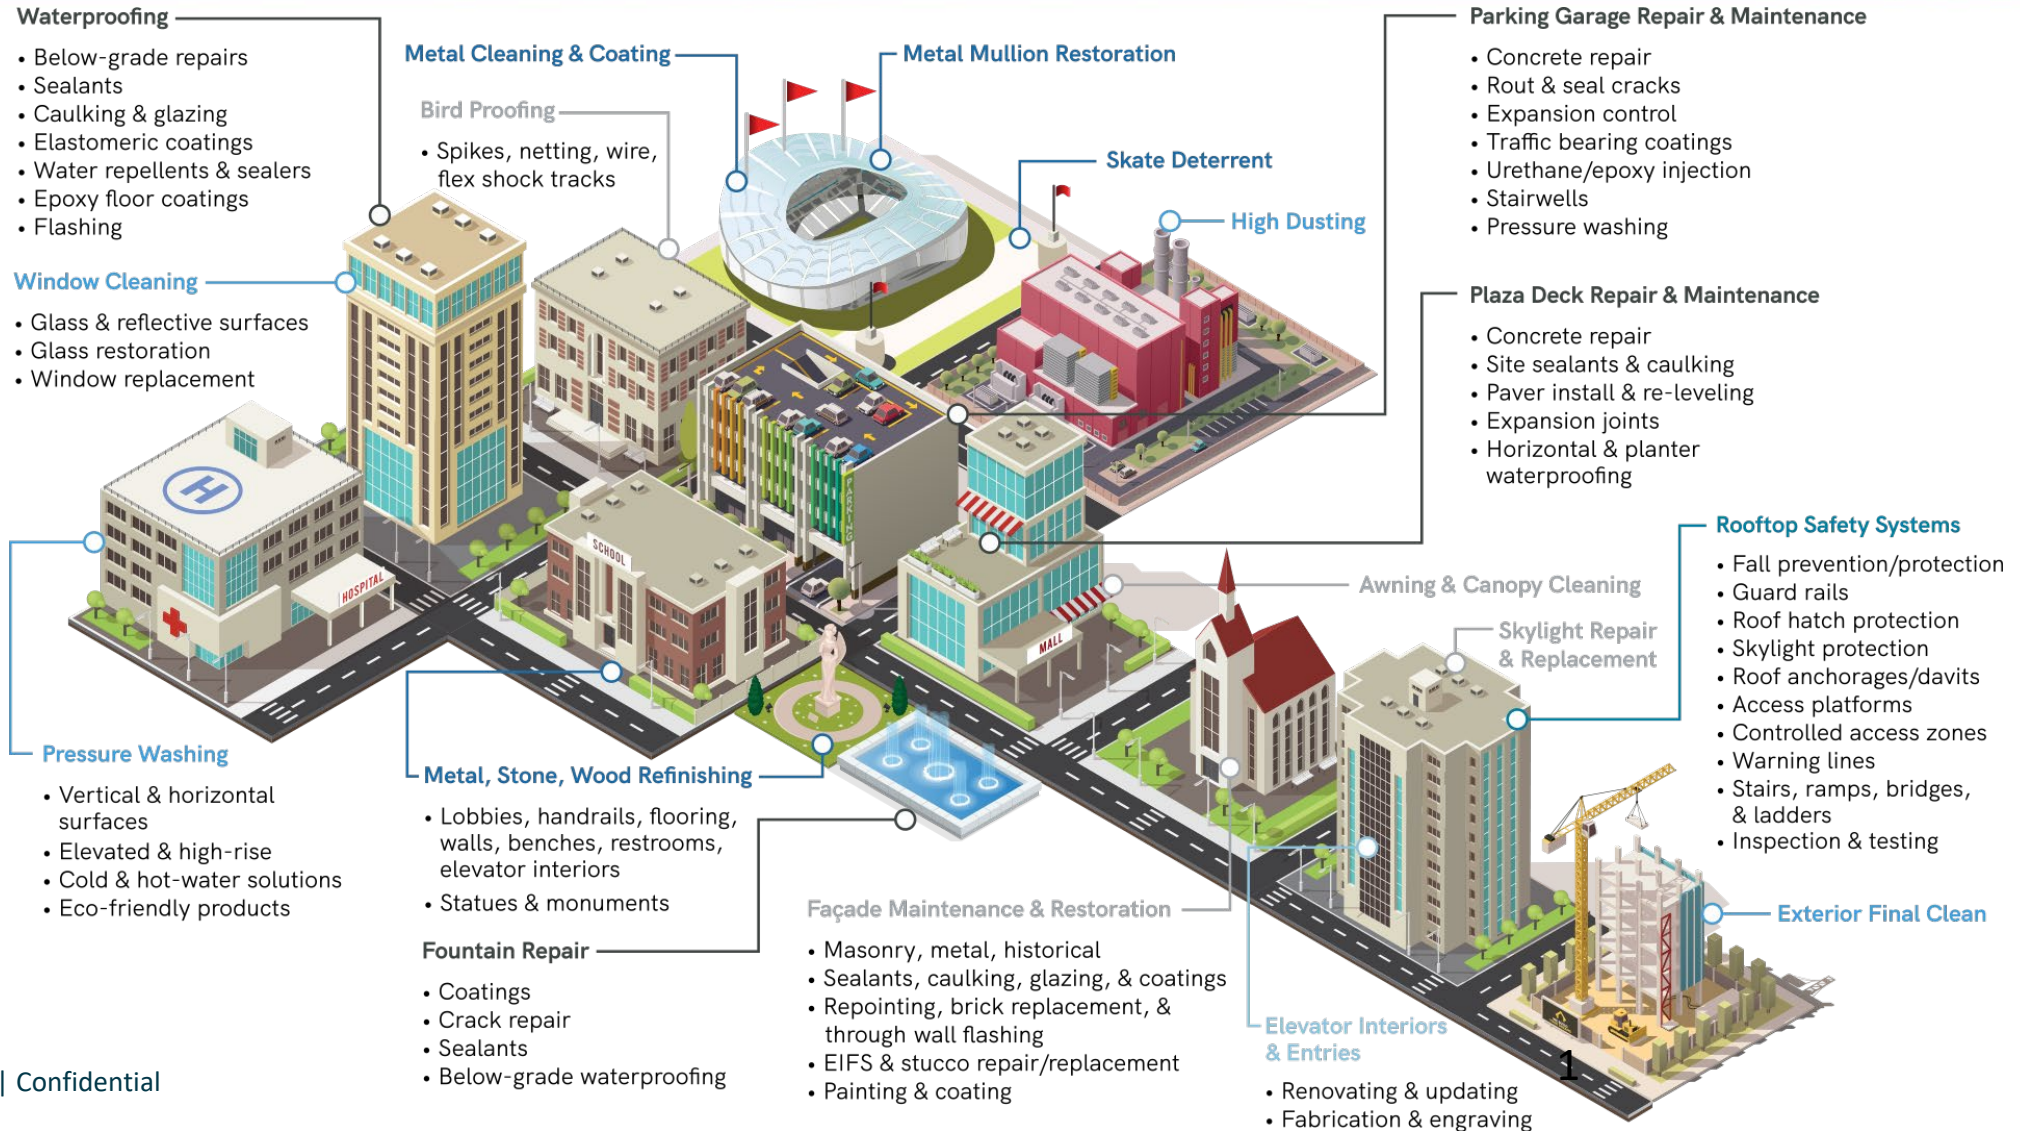 Waterproofing
• Below-grade repairs
• Sealants
• Caulking & glazing
• Elastomeric coatings
• Water repellents & sealers
• Epoxy floor coatings
• Flashing
Window Cleaning
• Glass & reflective surfaces
• Glass restoration
• Window replacement
Metal Cleaning & Coating
Bird Proofing
• Spikes, netting, wire,
flex shock tracks
Metal Mullion Restoration
Skate Deterrent
High Dusting
Parking Garage Repair & Maintenance
• Concrete repair
• Rout & seal cracks
• Expansion control
• Traffic bearing coatings
• Urethane/epoxy injection
• Stairwells
• Pressure washing
Plaza Deck Repair & Maintenance
• Concrete repair
• Site sealants & caulking
• Paver install & re-leveling
• Expansion joints
• Horizontal & planter
waterproofing
Rooftop Safety Systems
• Fall prevention/protection
• Guard rails
• Roof hatch protection
• Skylight protection
• Roof anchorages/davits
• Access platforms
• Controlled access zones
• Warning lines
• Stairs, ramps, bridges,
& ladders
• Inspection & testing
Awning & Canopy Cleaning
Skylight Repair
& Replacement
H
HOSPITAL
SCHOOL
PARKING
MALL
Pressure Washing
• Vertical & horizontal
surfaces
• Elevated & high-rise
• Cold & hot-water solutions
• Eco-friendly products
Metal, Stone, Wood Refinishing
• Lobbies, handrails, flooring,
walls, benches, restrooms,
elevator interiors
• Statues & monuments
Fountain Repair
• Coatings
• Crack repair
• Sealants
• Below-grade waterproofing
Façade Maintenance & Restoration
• Masonry, metal, historical
• Sealants, caulking, glazing, & coatings
• Repointing, brick replacement, &
through wall flashing
• EIFS & stucco repair/replacement
• Painting & coating
Elevator Interiors
& Entries
• Renovating & updating
• Fabrication & engraving
Exterior Final Clean
1
| Confidential